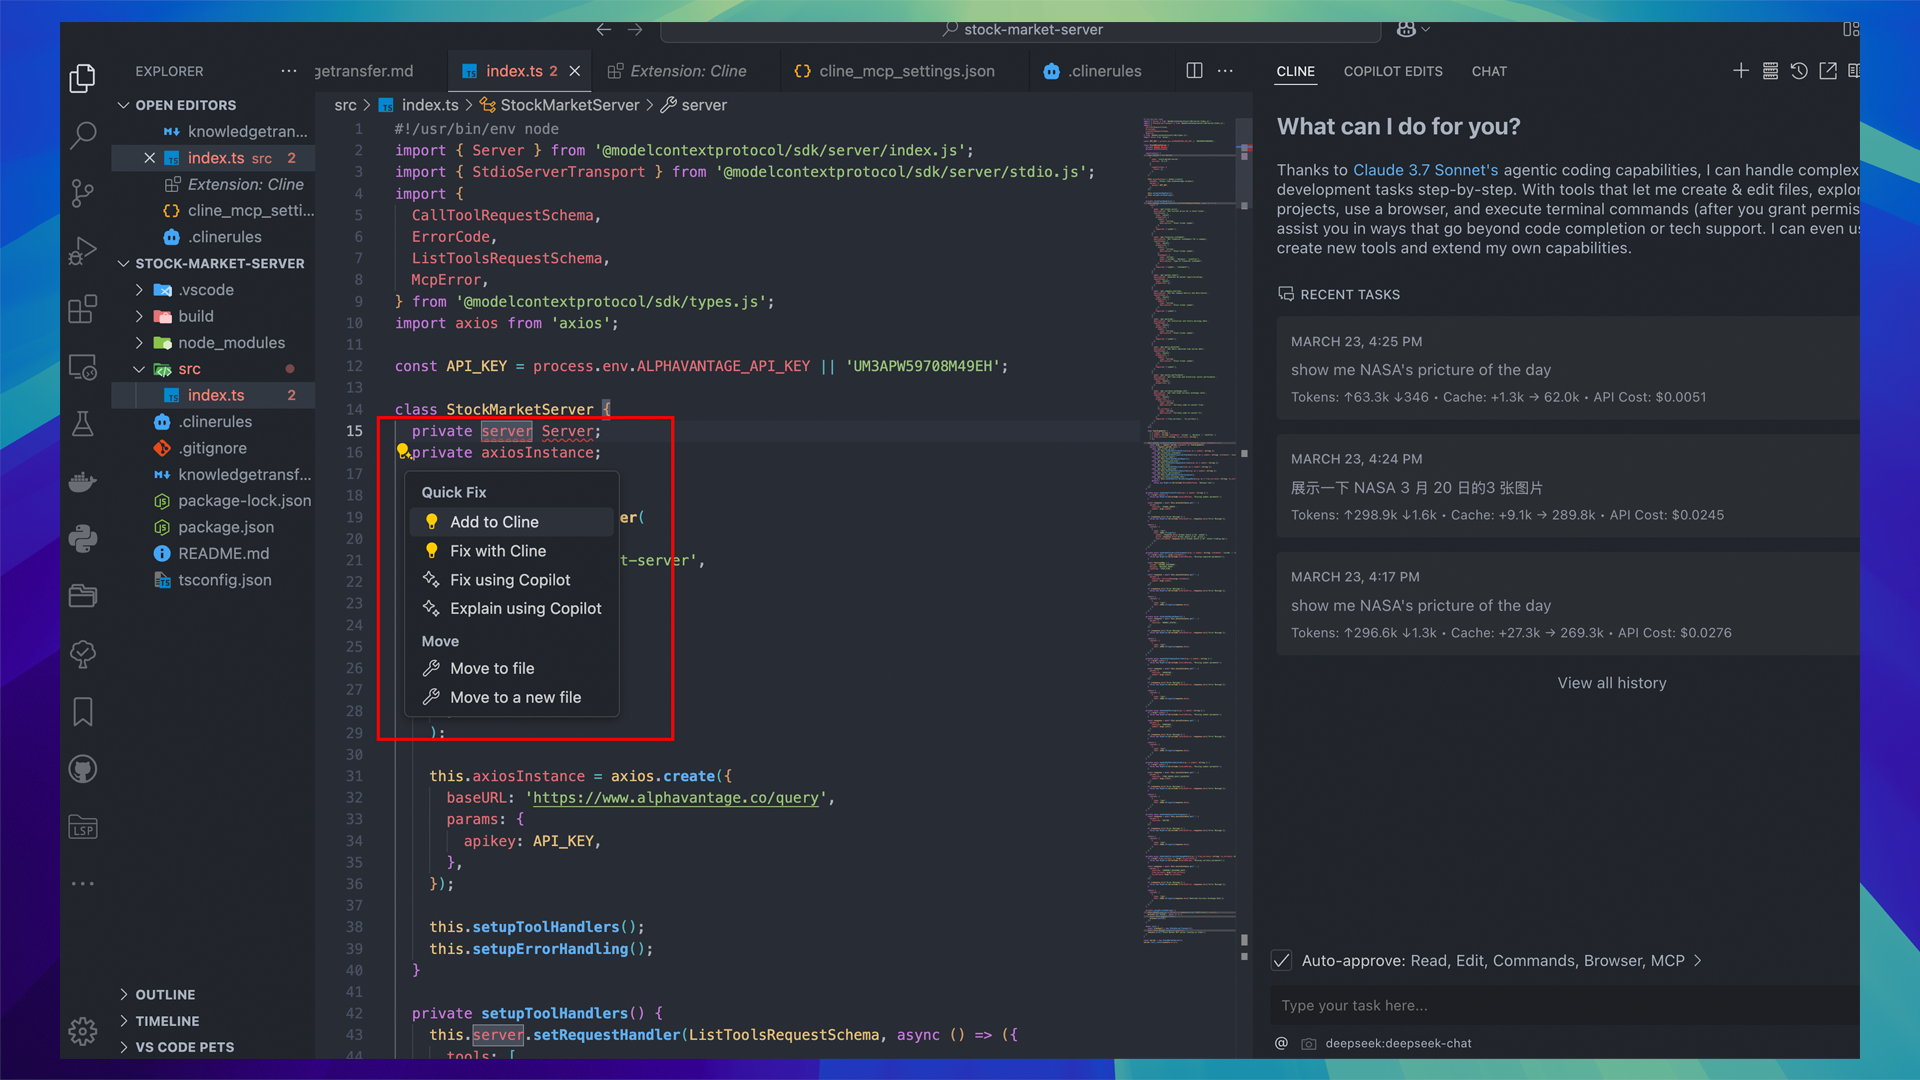 stock-market-server
EXPLORER
getransfer.md
index.ts 2
Extension: Cline
cline_mcp_settings.json
.clinerules
OPEN EDITORS
knowledgetran...
index.ts src 2
Extension: Cline
cline_mcp_setti...
.clinerules
STOCK-MARKET-SERVER
.vscode
build
node_modules
src
index.ts 2
.clinerules
.gitignore
knowledgetransf...
package-lock.json
package.json
README.md
tsconfig.json
LSP
OUTLINE
TIMELINE
VS CODE PETS
src > index.ts > StockMarketServer > server
1 #!/usr/bin/env node
2 import { Server } from '@modelcontextprotocol/sdk/server/index.js';
3 import { StdioServerTransport } from '@modelcontextprotocol/sdk/server/stdio.js';
4 import {
5 CallToolRequestSchema,
6 ErrorCode,
7 ListToolsRequestSchema,
8 McpError,
9 } from '@modelcontextprotocol/sdk/types.js';
10 import axios from 'axios';
11
12 const API_KEY = process.env.ALPHAVANTAGE_API_KEY || 'UM3APW59708M49EH';
13
14 class StockMarketServer {
15 private server Server;
16 private axiosInstance;
17
18
19 er(
20
21 t-server',
22
23
24
25
26
27
28
29 );
30
31 this.axiosInstance = axios.create({
32 baseURL: 'https://www.alphavantage.co/query',
33 params: {
34 apikey: API_KEY,
35 },
36 });
37
38 this.setupToolHandlers();
39 this.setupErrorHandling();
40 }
41
42 private setupToolHandlers() {
43 this.server.setRequestHandler(ListToolsRequestSchema, async () => ({
44 tools: [
Quick Fix
Add to Cline
Fix with Cline
Fix using Copilot
Explain using Copilot
Move
Move to file
Move to a new file
CLINE
COPILOT EDITS
CHAT
What can I do for you?
Thanks to Claude 3.7 Sonnet's agentic coding capabilities, I can handle complex
development tasks step-by-step. With tools that let me create & edit files, explor
projects, use a browser, and execute terminal commands (after you grant permis
assist you in ways that go beyond code completion or tech support. I can even us
create new tools and extend my own capabilities.
RECENT TASKS
MARCH 23, 4:25 PM
show me NASA's pricture of the day
Tokens: ↑63.3k ↓346 • Cache: +1.3k → 62.0k • API Cost: $0.0051
MARCH 23, 4:24 PM
展示一下 NASA 3 月 20 日的3 张图片
Tokens: ↑298.9k ↓1.6k • Cache: +9.1k → 289.8k • API Cost: $0.0245
MARCH 23, 4:17 PM
show me NASA's pricture of the day
Tokens: ↑296.6k ↓1.3k • Cache: +27.3k → 269.3k • API Cost: $0.0276
View all history
Auto-approve: Read, Edit, Commands, Browser, MCP >
Type your task here...
@ deepseek:deepseek-chat